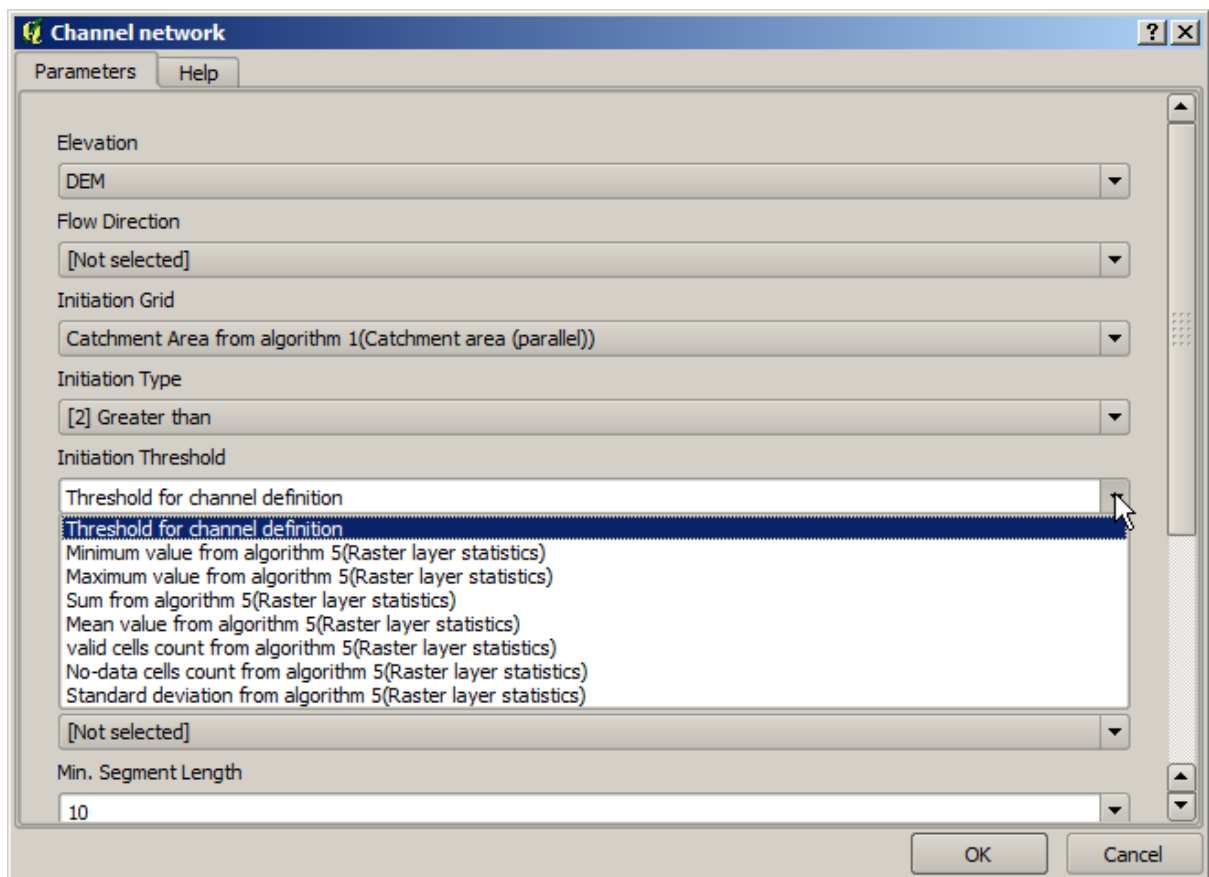 Channel network
Parameters Help
Elevation
DEM
Flow Direction
[Not selected]
Initiation Grid
Catchment Area from algorithm 1(Catchment area (parallel))
Initiation Type
[2] Greater than
Initiation Threshold
Threshold for channel definition
Threshold for channel definition
Minimum value from algorithm 5(Raster layer statistics)
Maximum value from algorithm 5(Raster layer statistics)
Sum from algorithm 5(Raster layer statistics)
Mean value from algorithm 5(Raster layer statistics)
valid cells count from algorithm 5(Raster layer statistics)
No-data cells count from algorithm 5(Raster layer statistics)
Standard deviation from algorithm 5(Raster layer statistics)
[Not selected]
Min. Segment Length
10
OK Cancel